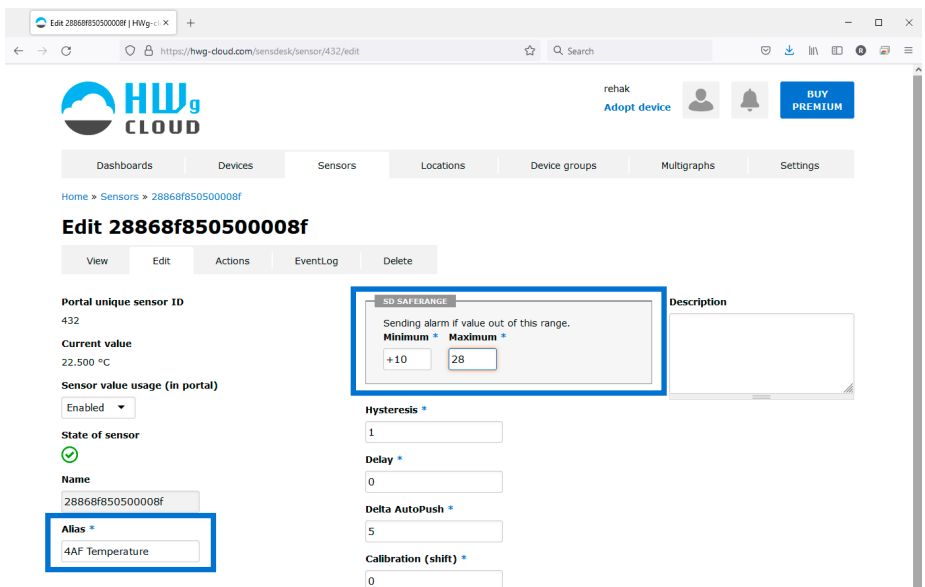 Edit 28868f850500008f | HWg-cl
https://hwg-cloud.com/sensdesk/sensor/432/edit
Search
HWg
CLOUD
rehak
Adopt device
BUY
PREMIUM
Dashboards Devices Sensors Locations Device groups Multigraphs Settings
Home » Sensors » 28868f850500008f
Edit 28868f850500008f
View Edit Actions EventLog Delete
Portal unique sensor ID
432
Current value
22.500 °C
Sensor value usage (in portal)
Enabled
State of sensor
Name
28868f850500008f
Alias *
4AF Temperature
SD SAFERANGE
Sending alarm if value out of this range.
Minimum * Maximum *
+10 28
Hysteresis *
1
Delay *
0
Delta AutoPush *
5
Calibration (shift) *
0
Description